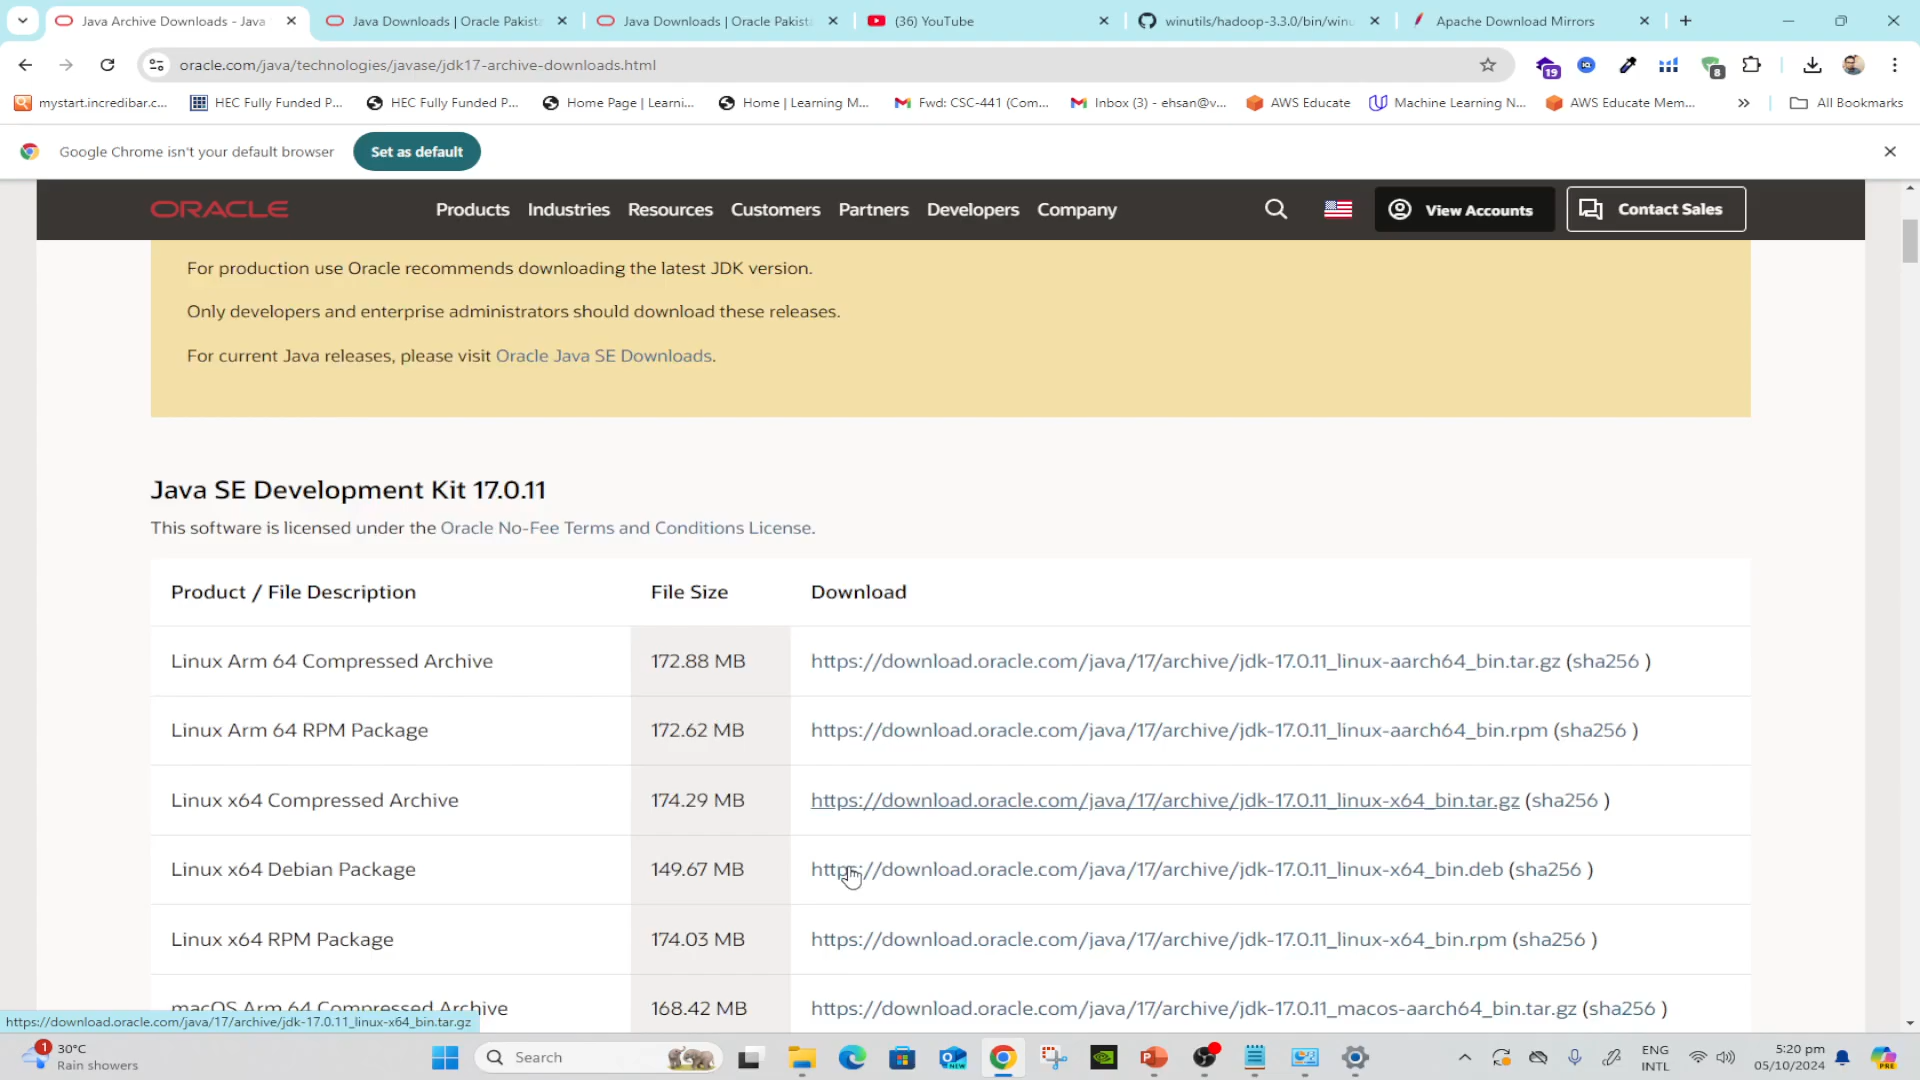 Java Archive Downloads - Java
Java Downloads | Oracle Pakist
Java Downloads | Oracle Pakist
(36) YouTube
winutils/hadoop-3.3.0/bin/winu
Apache Download Mirrors
oracle.com/java/technologies/javase/jdk17-archive-downloads.html
19
8
mystart.incredibar.c...
HEC Fully Funded P...
HEC Fully Funded P...
Home Page | Learni...
Home | Learning M...
Fwd: CSC-441 (Com...
Inbox (3) - ehsan@v...
AWS Educate
Machine Learning N...
AWS Educate Mem...
All Bookmarks
Google Chrome isn't your default browser
Set as default
ORACLE
Products
Industries
Resources
Customers
Partners
Developers
Company
View Accounts
Contact Sales
For production use Oracle recommends downloading the latest JDK version.
Only developers and enterprise administrators should download these releases.
For current Java releases, please visit Oracle Java SE Downloads.
Java SE Development Kit 17.0.11
This software is licensed under the Oracle No-Fee Terms and Conditions License.
Product / File Description File Size Download
Linux Arm 64 Compressed Archive 172.88 MB https://download.oracle.com/java/17/archive/jdk-17.0.11_linux-aarch64_bin.tar.gz (sha256 )
Linux Arm 64 RPM Package 172.62 MB https://download.oracle.com/java/17/archive/jdk-17.0.11_linux-aarch64_bin.rpm (sha256 )
Linux x64 Compressed Archive 174.29 MB https://download.oracle.com/java/17/archive/jdk-17.0.11_linux-x64_bin.tar.gz (sha256 )
Linux x64 Debian Package 149.67 MB https://download.oracle.com/java/17/archive/jdk-17.0.11_linux-x64_bin.deb (sha256 )
Linux x64 RPM Package 174.03 MB https://download.oracle.com/java/17/archive/jdk-17.0.11_linux-x64_bin.rpm (sha256 )
macOS Arm 64 Compressed Archive 168.42 MB https://download.oracle.com/java/17/archive/jdk-17.0.11_macos-aarch64_bin.tar.gz (sha256 )
https://download.oracle.com/java/17/archive/jdk-17.0.11_linux-x64_bin.tar.gz
1
30°C
Rain showers
Search
NEW
ENG
INTL
5:20 pm
05/10/2024
PRE